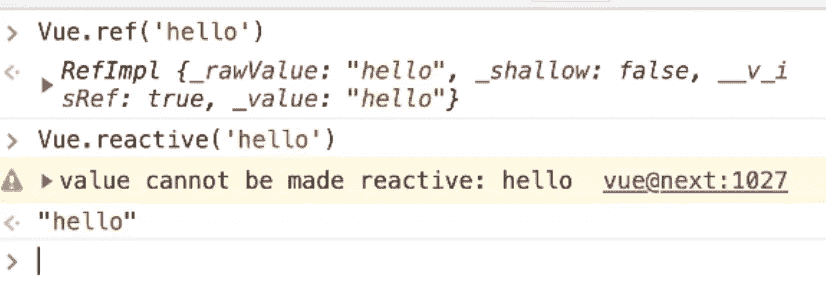 > Vue.ref('hello')
<· ▶ RefImpl {_rawValue: "hello", _shallow: false, __v_i
sRef: true, _value: "hello"}
> Vue.reactive('hello')
▶ value cannot be made reactive: hello vue@next:1027
<· "hello"
>